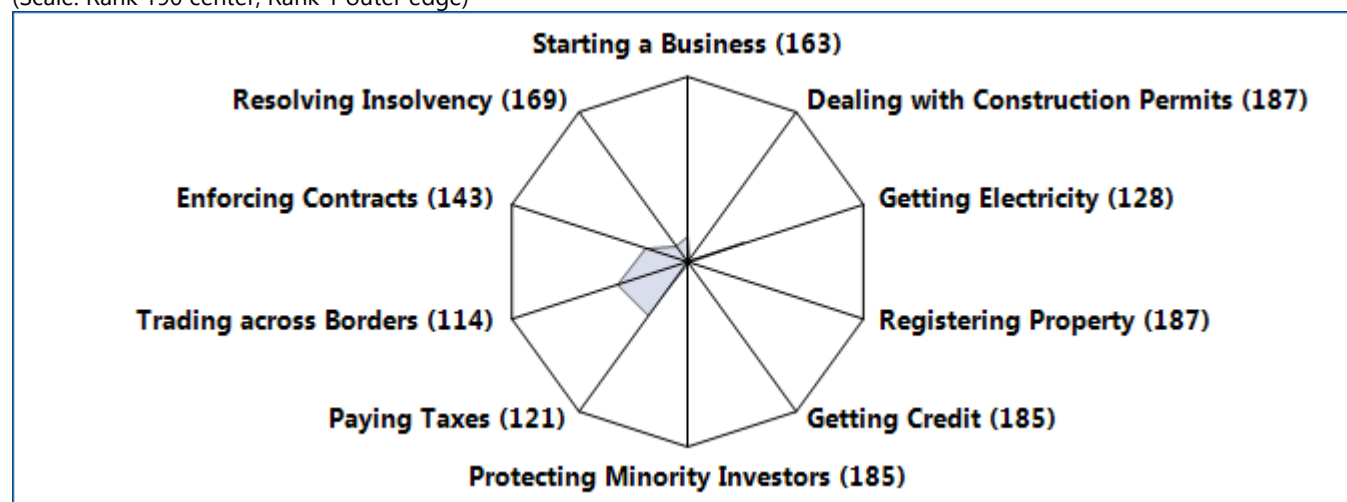 (Scale: Rank 190 center, Rank 1 outer edge)
Starting a Business (163)
Resolving Insolvency (169)
Dealing with Construction Permits (187)
Enforcing Contracts (143)
Getting Electricity (128)
Trading across Borders (114)
Registering Property (187)
Paying Taxes (121)
Getting Credit (185)
Protecting Minority Investors (185)